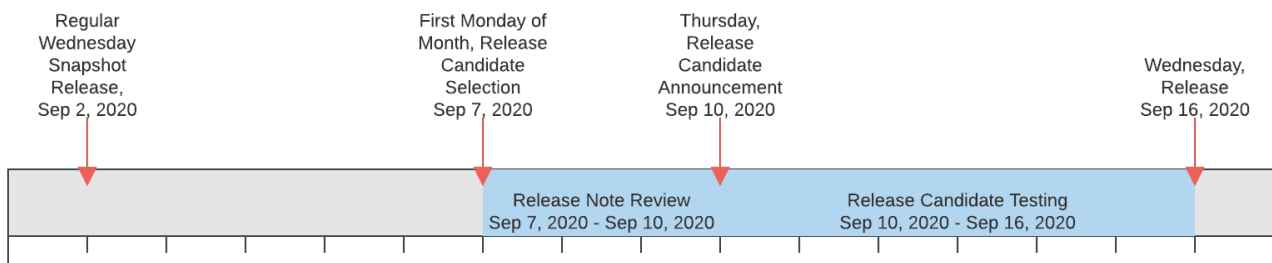 Regular
Wednesday
Snapshot
Release,
Sep 2, 2020
First Monday of
Month, Release
Candidate
Selection
Sep 7, 2020
Thursday,
Release
Candidate
Announcement
Sep 10, 2020
Wednesday,
Release
Sep 16, 2020
Release Note Review
Sep 7, 2020 - Sep 10, 2020
Release Candidate Testing
Sep 10, 2020 - Sep 16, 2020